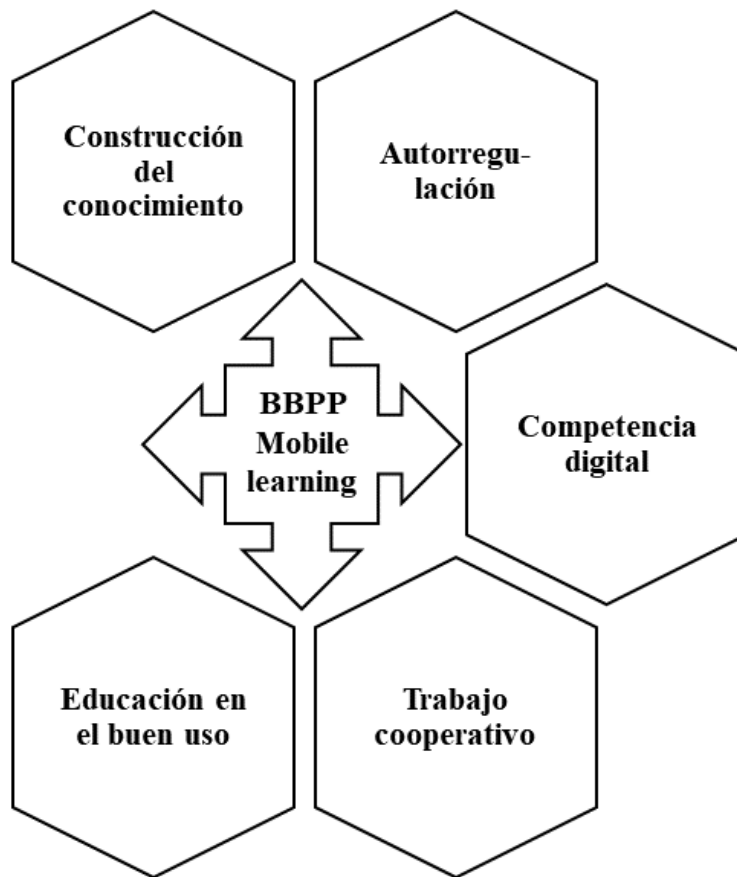 Construcción
del
conocimiento
Autorregu-
lación
BBPP
Mobile
learning
Competencia
digital
Educación en
el buen uso
Trabajo
cooperativo